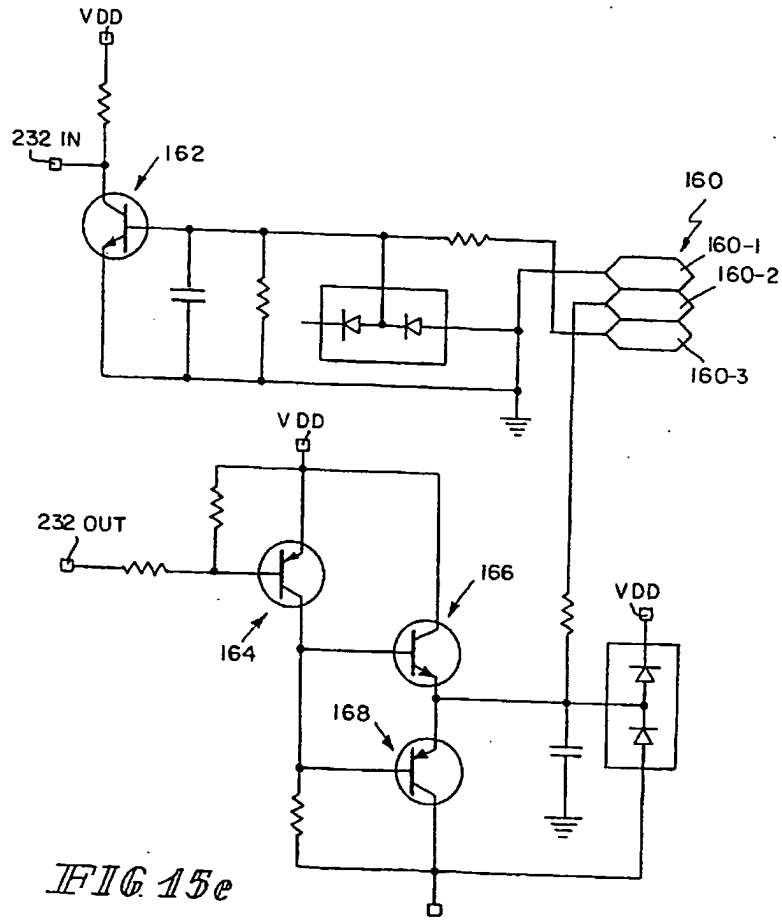 VDD
232 IN
162
160
160-1
160-2
160-3
VDD
232 OUT
166
VDD
164
168
FIG. 15e